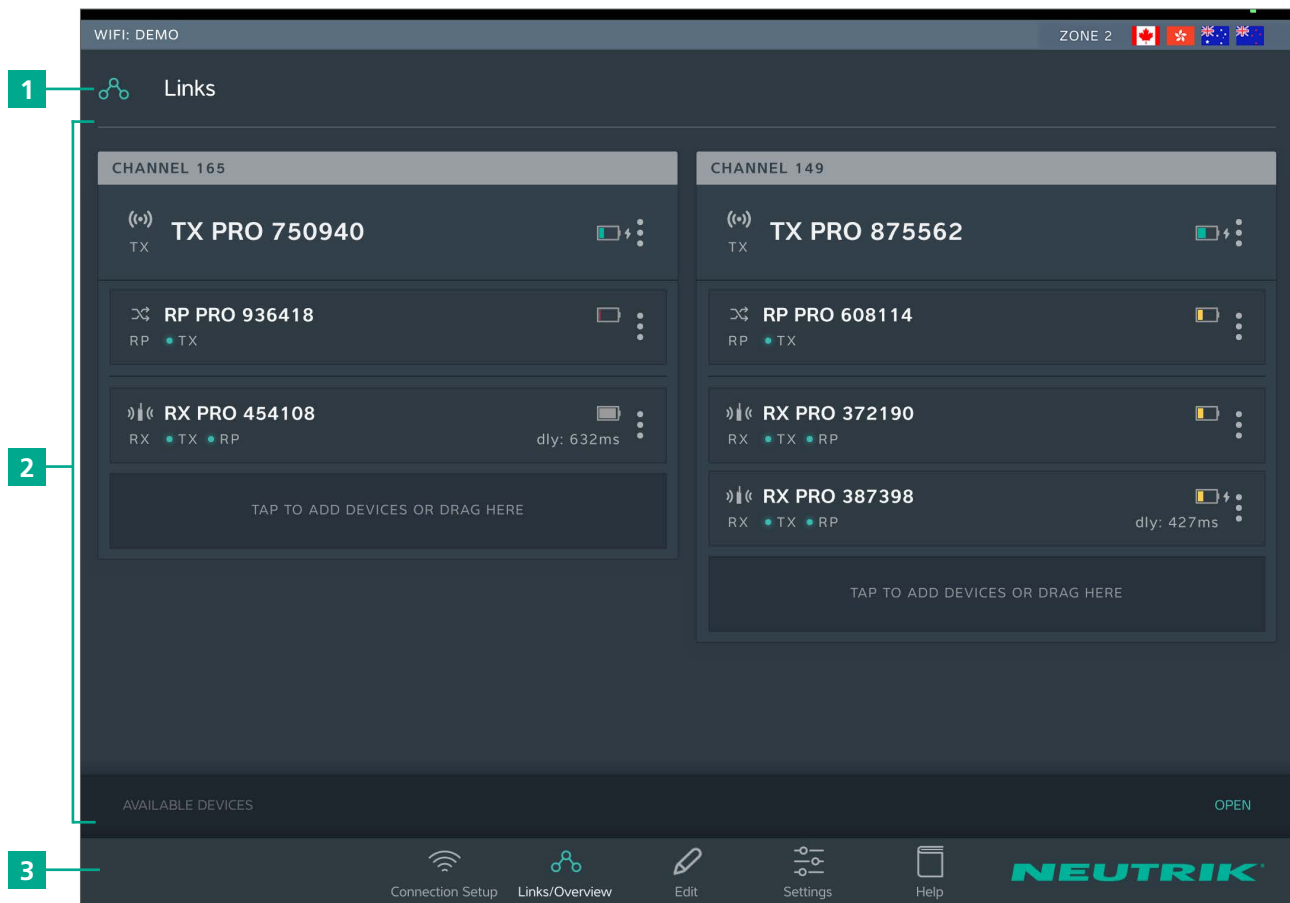 WIFI: DEMO
ZONE 2
1
Links
CHANNEL 165
TX PRO 750940
TX
RP PRO 936418
RP TX
RX PRO 454108
RX TX RP
dly: 632ms
TAP TO ADD DEVICES OR DRAG HERE
CHANNEL 149
TX PRO 875562
TX
RP PRO 608114
RP TX
RX PRO 372190
RX TX RP
RX PRO 387398
RX TX RP
dly: 427ms
TAP TO ADD DEVICES OR DRAG HERE
2
AVAILABLE DEVICES
OPEN
3
Connection Setup
Links/Overview
Edit
Settings
Help
NEUTRIK